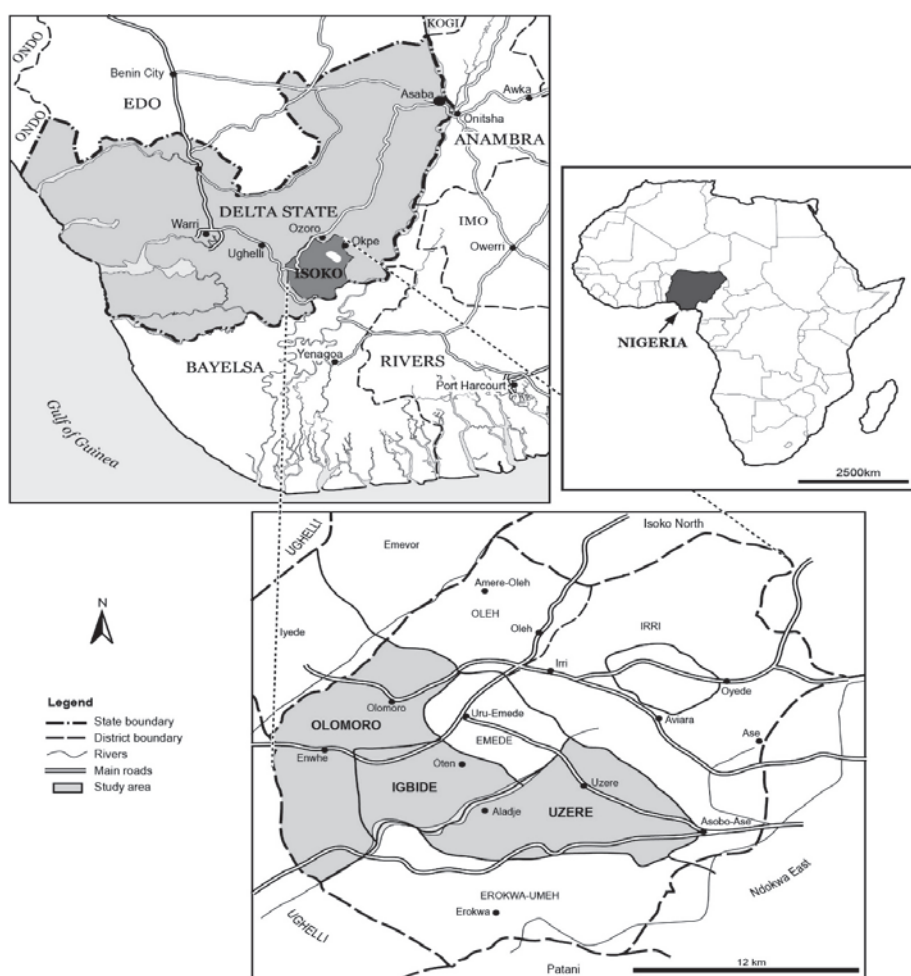 KOGI
ONDO
Benin City
EDO
Asaba
Awka
Onitsha
ONDO
ANAMBRA
DELTA STATE
IMO
Warri
Ozoro
Okpe
Ughelli
Owerri
ISOKO
BAYELSA
Yenagoa
RIVERS
Port Harcourt
Gulf of Guinea
NIGERIA
2500km
N
Legend
State boundary
District boundary
Rivers
Main roads
Study area
UGHELLI
Emevor
Isoko North
Amere-Oleh
OLEH
Iyede
Oleh
IRRI
Irri
Oyede
Olomoro
Uru-Emede
Aviara
OLOMORO
EMEDE
Ase
Enwhe
Oten
IGBIDE
Uzere
Aladje
UZERE
Asobo-Ase
Ndokwa East
EROKWA-UMEH
Erokwa
UGHELLI
Patani
12 km